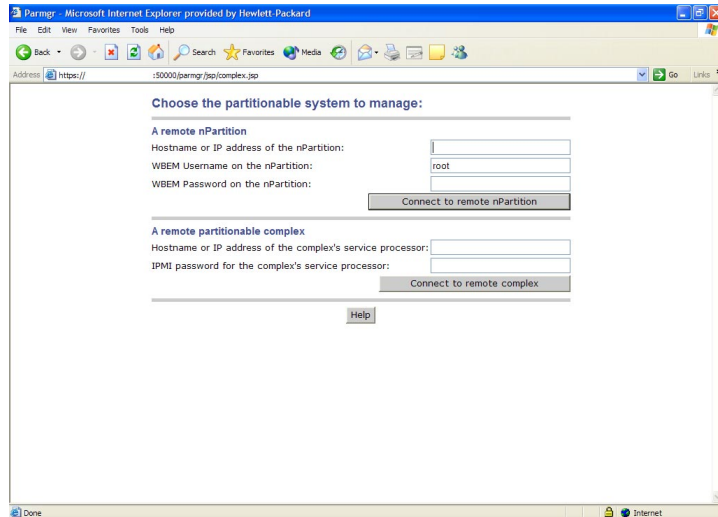 Parmgr - Microsoft Internet Explorer provided by Hewlett-Packard
File Edit View Favorites Tools Help
Back Search Favorites Media
Address https:// :50000/parmgr/jsp/complex.jsp Go Links
Choose the partitionable system to manage:
A remote nPartition
Hostname or IP address of the nPartition:
WBEM Username on the nPartition: root
WBEM Password on the nPartition:
Connect to remote nPartition
A remote partitionable complex
Hostname or IP address of the complex's service processor:
IPMI password for the complex's service processor:
Connect to remote complex
Help
Done Internet